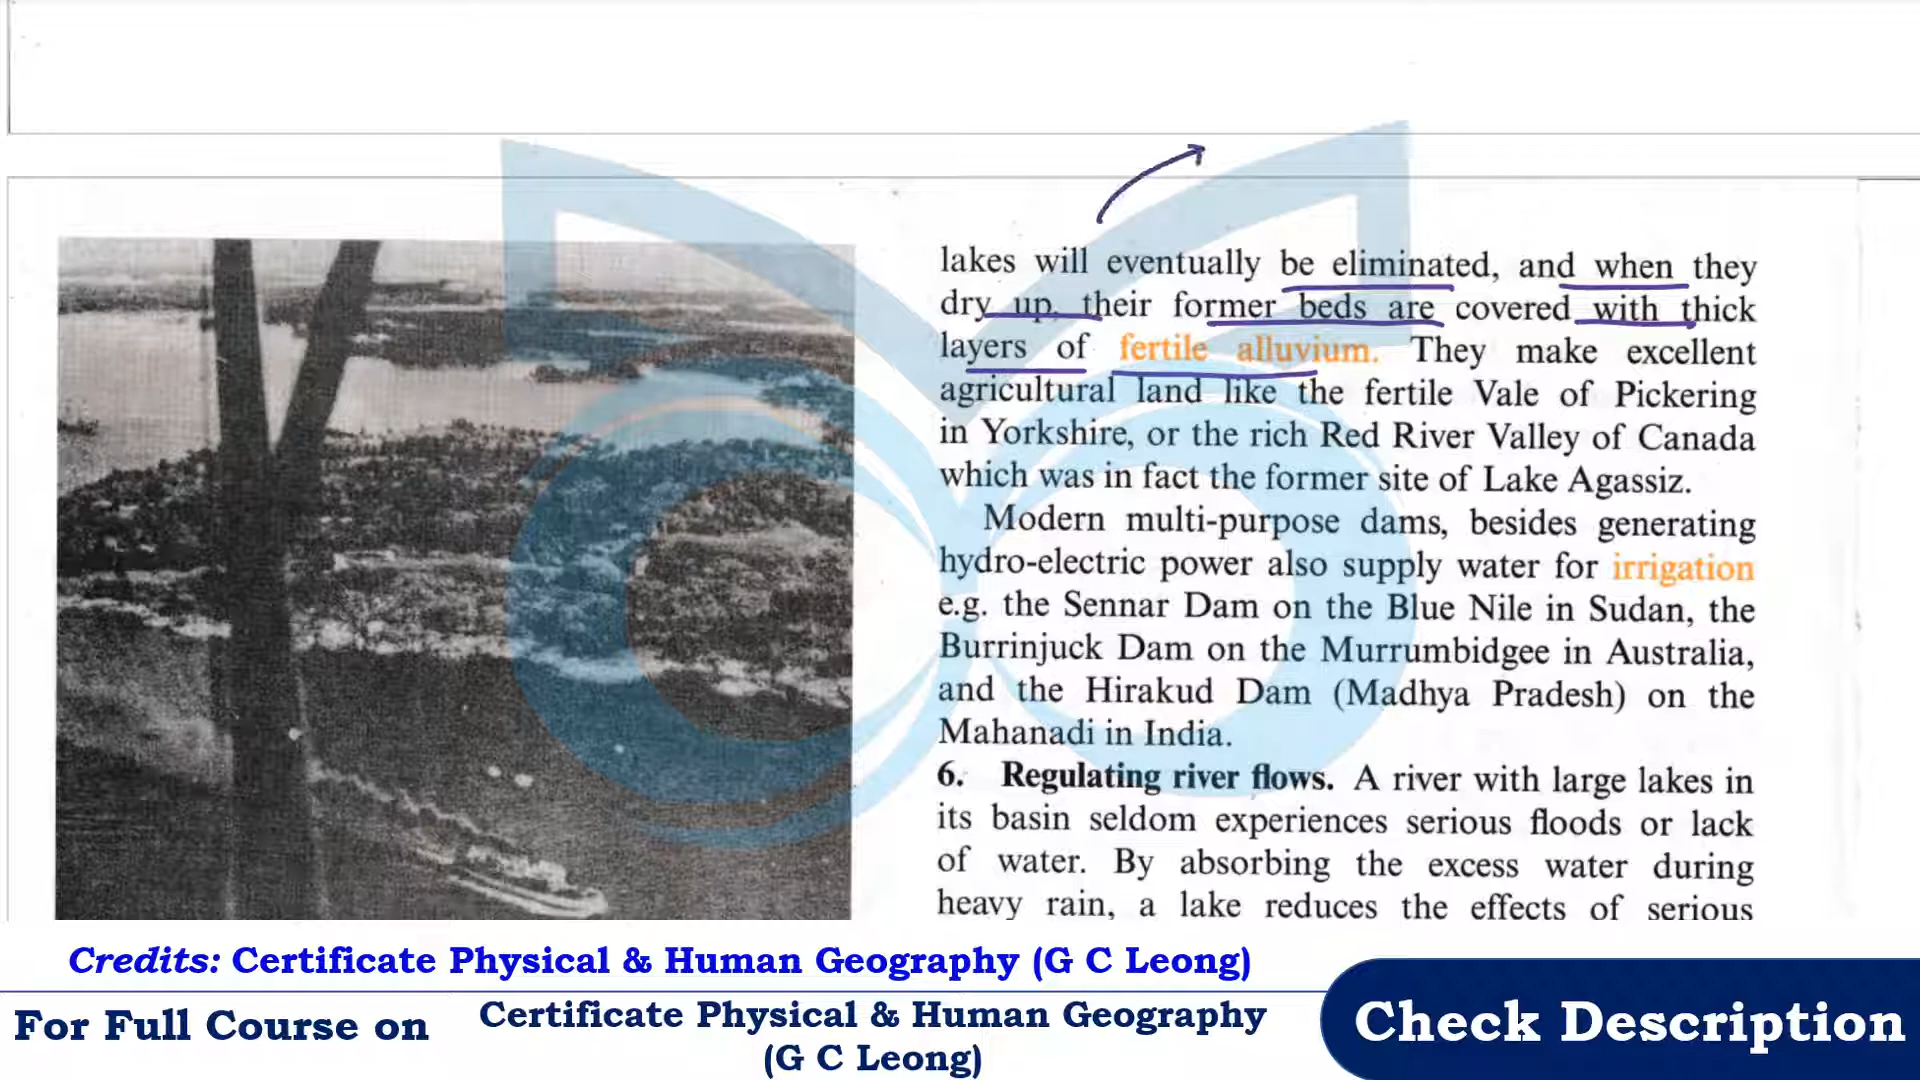 lakes will eventually be eliminated, and when they
dry up, their former beds are covered with thick
layers of fertile alluvium. They make excellent
agricultural land like the fertile Vale of Pickering
in Yorkshire, or the rich Red River Valley of Canada
which was in fact the former site of Lake Agassiz.
Modern multi-purpose dams, besides generating
hydro-electric power also supply water for irrigation
e.g. the Sennar Dam on the Blue Nile in Sudan, the
Burrinjuck Dam on the Murrumbidgee in Australia,
and the Hirakud Dam (Madhya Pradesh) on the
Mahanadi in India.
6. Regulating river flows. A river with large lakes in
its basin seldom experiences serious floods or lack
of water. By absorbing the excess water during
heavy rain, a lake reduces the effects of serious
Credits: Certificate Physical & Human Geography (G C Leong)
For Full Course on
Certificate Physical & Human Geography
(G C Leong)
Check Description